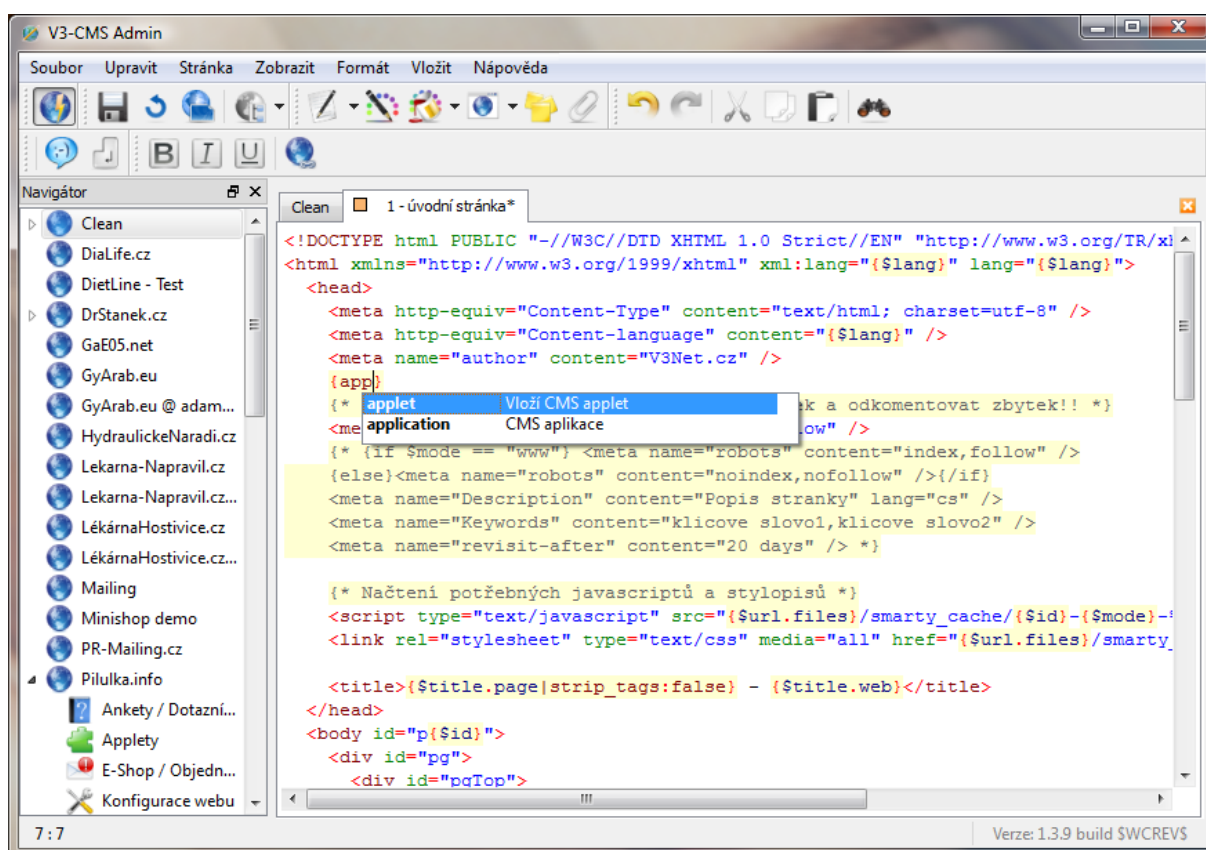 V3-CMS Admin
Soubor Upravit Stránka Zobrazit Formát Vložit Nápověda
B I U
Navigátor
Clean
DiaLife.cz
DietLine - Test
DrStanek.cz
GaE05.net
GyArab.eu
GyArab.eu @ adam...
HydraulickeNaradi.cz
Lekarna-Napravil.cz
Lekarna-Napravil.cz...
LékárnaHostivice.cz
LékárnaHostivice.cz...
Mailing
Minishop demo
PR-Mailing.cz
Pilulka.info
Ankety / Dotazní...
Applety
E-Shop / Objedn...
Konfigurace webu
Clean 1 - úvodní stránka*
<!DOCTYPE html PUBLIC "-//W3C//DTD XHTML 1.0 Strict//EN" "http://www.w3.org/TR/x
<html xmlns="http://www.w3.org/1999/xhtml" xml:lang="{$lang}" lang="{$lang}">
<head>
<meta http-equiv="Content-Type" content="text/html; charset=utf-8" />
<meta http-equiv="Content-language" content="{$lang}" />
<meta name="author" content="V3Net.cz" />
{app}
{* k a odkomentovat zbytek!! *}
applet Vloží CMS applet
<me ow" />
application CMS aplikace
{* {if $mode == "www"} <meta name="robots" content="index,follow" />
{else}<meta name="robots" content="noindex,nofollow" />{/if}
<meta name="Description" content="Popis stranky" lang="cs" />
<meta name="Keywords" content="klicove slovo1,klicove slovo2" />
<meta name="revisit-after" content="20 days" /> *}
{* Načtení potřebných javascriptů a stylopisů *}
<script type="text/javascript" src="{$url.files}/smarty_cache/{$id}-{$mode}-
<link rel="stylesheet" type="text/css" media="all" href="{$url.files}/smarty_
<title>{$title.page|strip_tags:false} - {$title.web}</title>
</head>
<body id="p{$id}">
<div id="pg">
<div id="pgTop">
7:7
Verze: 1.3.9 build $WCREV$